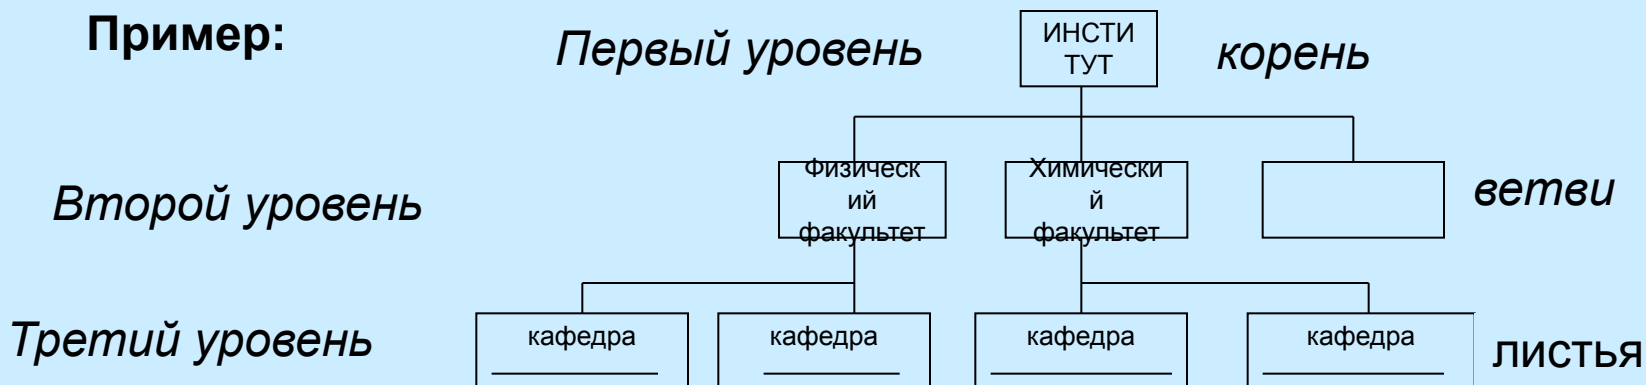 Пример:
Первый уровень
ИНСТИ
ТУТ
корень
Второй уровень
Физическ
ий
факультет
Химически
й
факультет
ветви
Третий уровень
кафедра
кафедра
кафедра
кафедра
листья